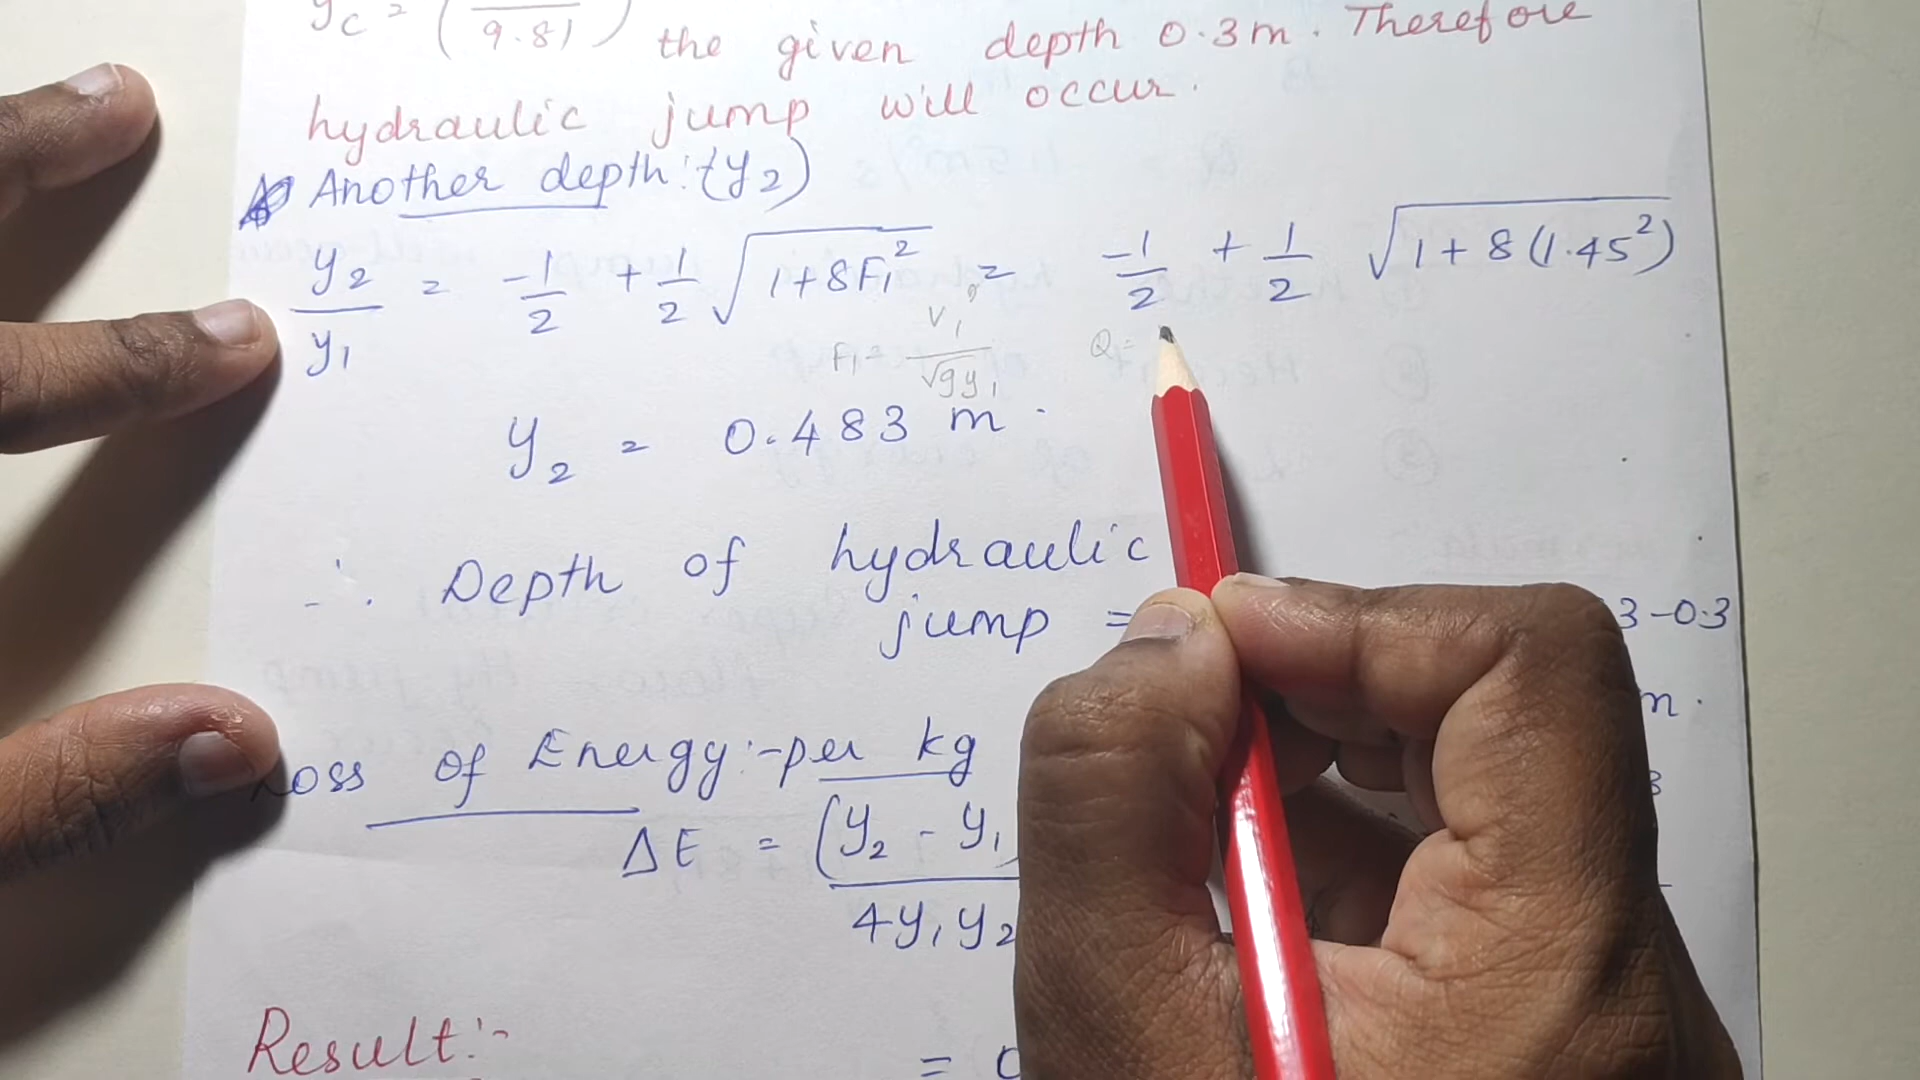 yc = ( / 9.81 ) the given depth 0.3m. Therefore
hydraulic jump will occur.
Another depth: (y2)
y2 / y1 = -1/2 + 1/2 √(1+8F1²) = -1/2 + 1/2 √(1+8(1.45²))
F1 = V1 / √gy1   Q =
y2 = 0.483 m.
∴ Depth of hydraulic
jump = 3-0.3
m.
Loss of Energy:-per kg
ΔE = (y2 - y1 / 4y1y2
Result:-
= 0